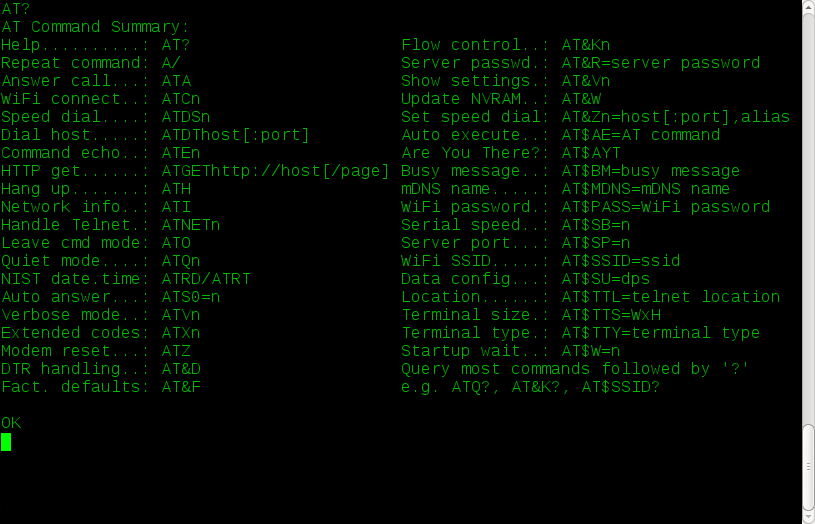 AT?
AT Command Summary:
Help..........: AT?                     Flow control..: AT&Kn
Repeat command: A/                      Server passwd.: AT&R=server password
Answer call...: ATA                     Show settings.: AT&Vn
WiFi connect..: ATCn                    Update NVRAM..: AT&W
Speed dial....: ATDSn                   Set speed dial: AT&Zn=host[:port],alias
Dial host.....: ATDThost[:port]         Auto execute..: AT$AE=AT command
Command echo..: ATEn                    Are You There?: AT$AYT
HTTP get......: ATGEThttp://host[/page] Busy message..: AT$BM=busy message
Hang up.......: ATH                     mDNS name.....: AT$MDNS=mDNS name
Network info..: ATI                     WiFi password.: AT$PASS=WiFi password
Handle Telnet.: ATNETn                  Serial speed..: AT$SB=n
Leave cmd mode: ATO                     Server port...: AT$SP=n
Quiet mode....: ATQn                    WiFi SSID.....: AT$SSID=ssid
NIST date.time: ATRD/ATRT               Data config...: AT$SU=dps
Auto answer...: ATS0=n                  Location......: AT$TTL=telnet location
Verbose mode..: ATVn                    Terminal size.: AT$TTS=WxH
Extended codes: ATXn                    Terminal type.: AT$TTY=terminal type
Modem reset...: ATZ                     Startup wait..: AT$W=n
DTR handling..: AT&D                    Query most commands followed by '?'
Fact. defaults: AT&F                    e.g. ATQ?, AT&K?, AT$SSID?
OK